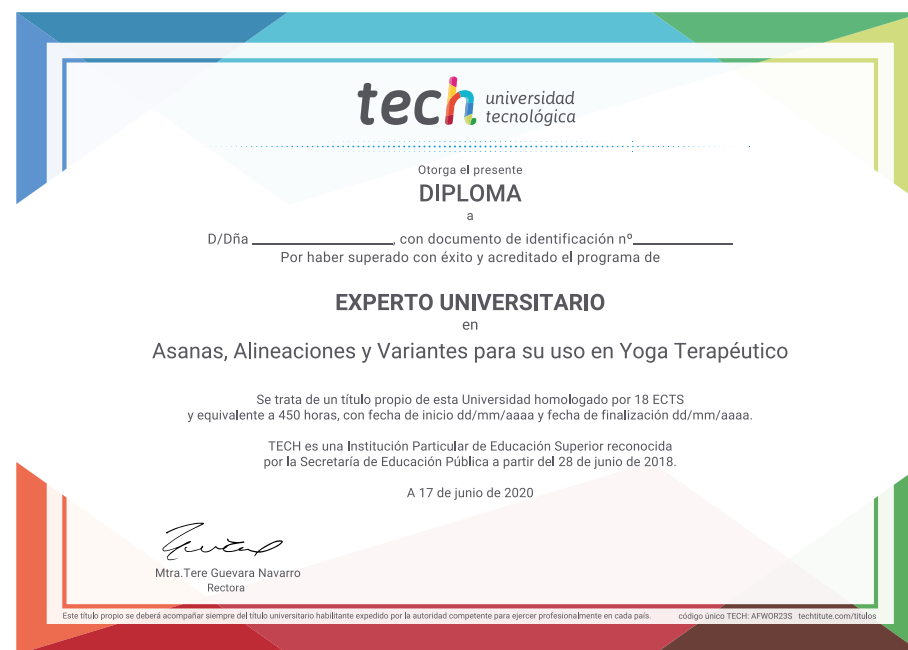 tech universidad
tecnológica
Otorga el presente
DIPLOMA
a
D/Dña ________________, con documento de identificación nº___________
Por haber superado con éxito y acreditado el programa de
EXPERTO UNIVERSITARIO
en
Asanas, Alineaciones y Variantes para su uso en Yoga Terapéutico
Se trata de un título propio de esta Universidad homologado por 18 ECTS
y equivalente a 450 horas, con fecha de inicio dd/mm/aaaa y fecha de finalización dd/mm/aaaa.
TECH es una Institución Particular de Educación Superior reconocida
por la Secretaría de Educación Pública a partir del 28 de junio de 2018.
A 17 de junio de 2020
Mtra.Tere Guevara Navarro
Rectora
Este título propio se deberá acompañar siempre del título universitario habilitante expedido por la autoridad competente para ejercer profesionalmente en cada país. código único TECH: AFWOR23S techtitute.com/titulos